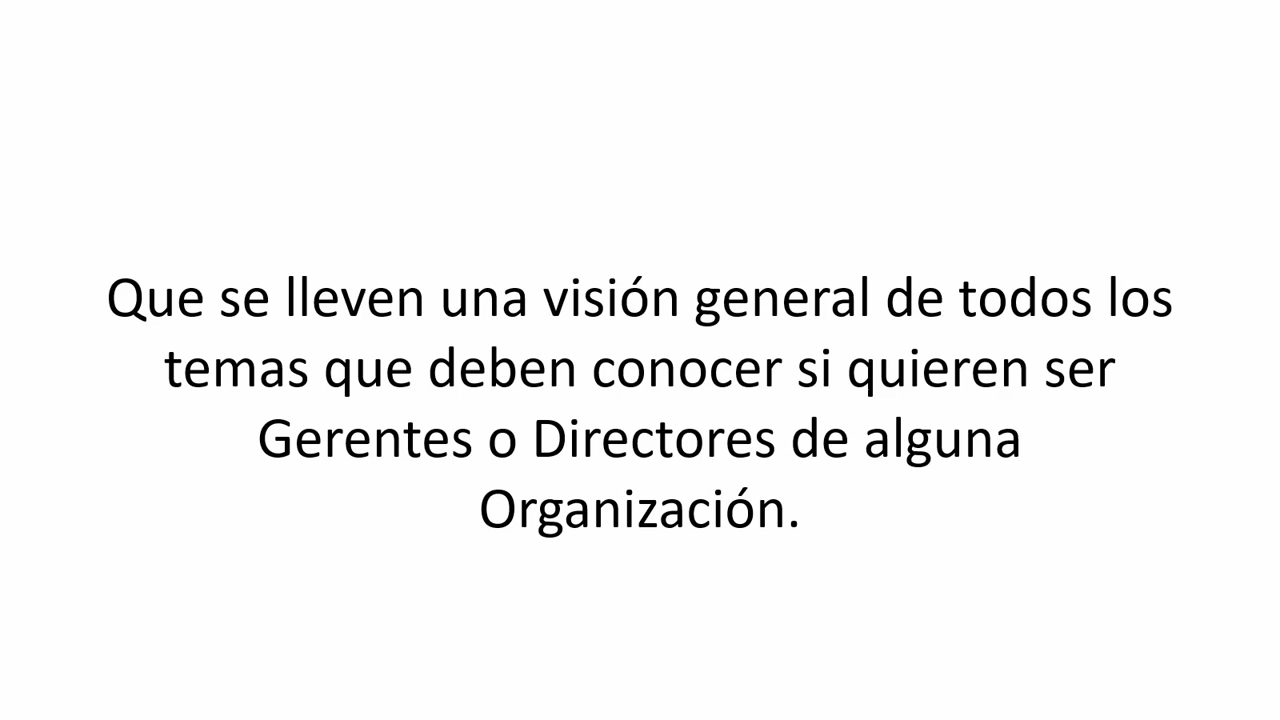 Que se lleven una visión general de todos los
temas que deben conocer si quieren ser
Gerentes o Directores de alguna
Organización.